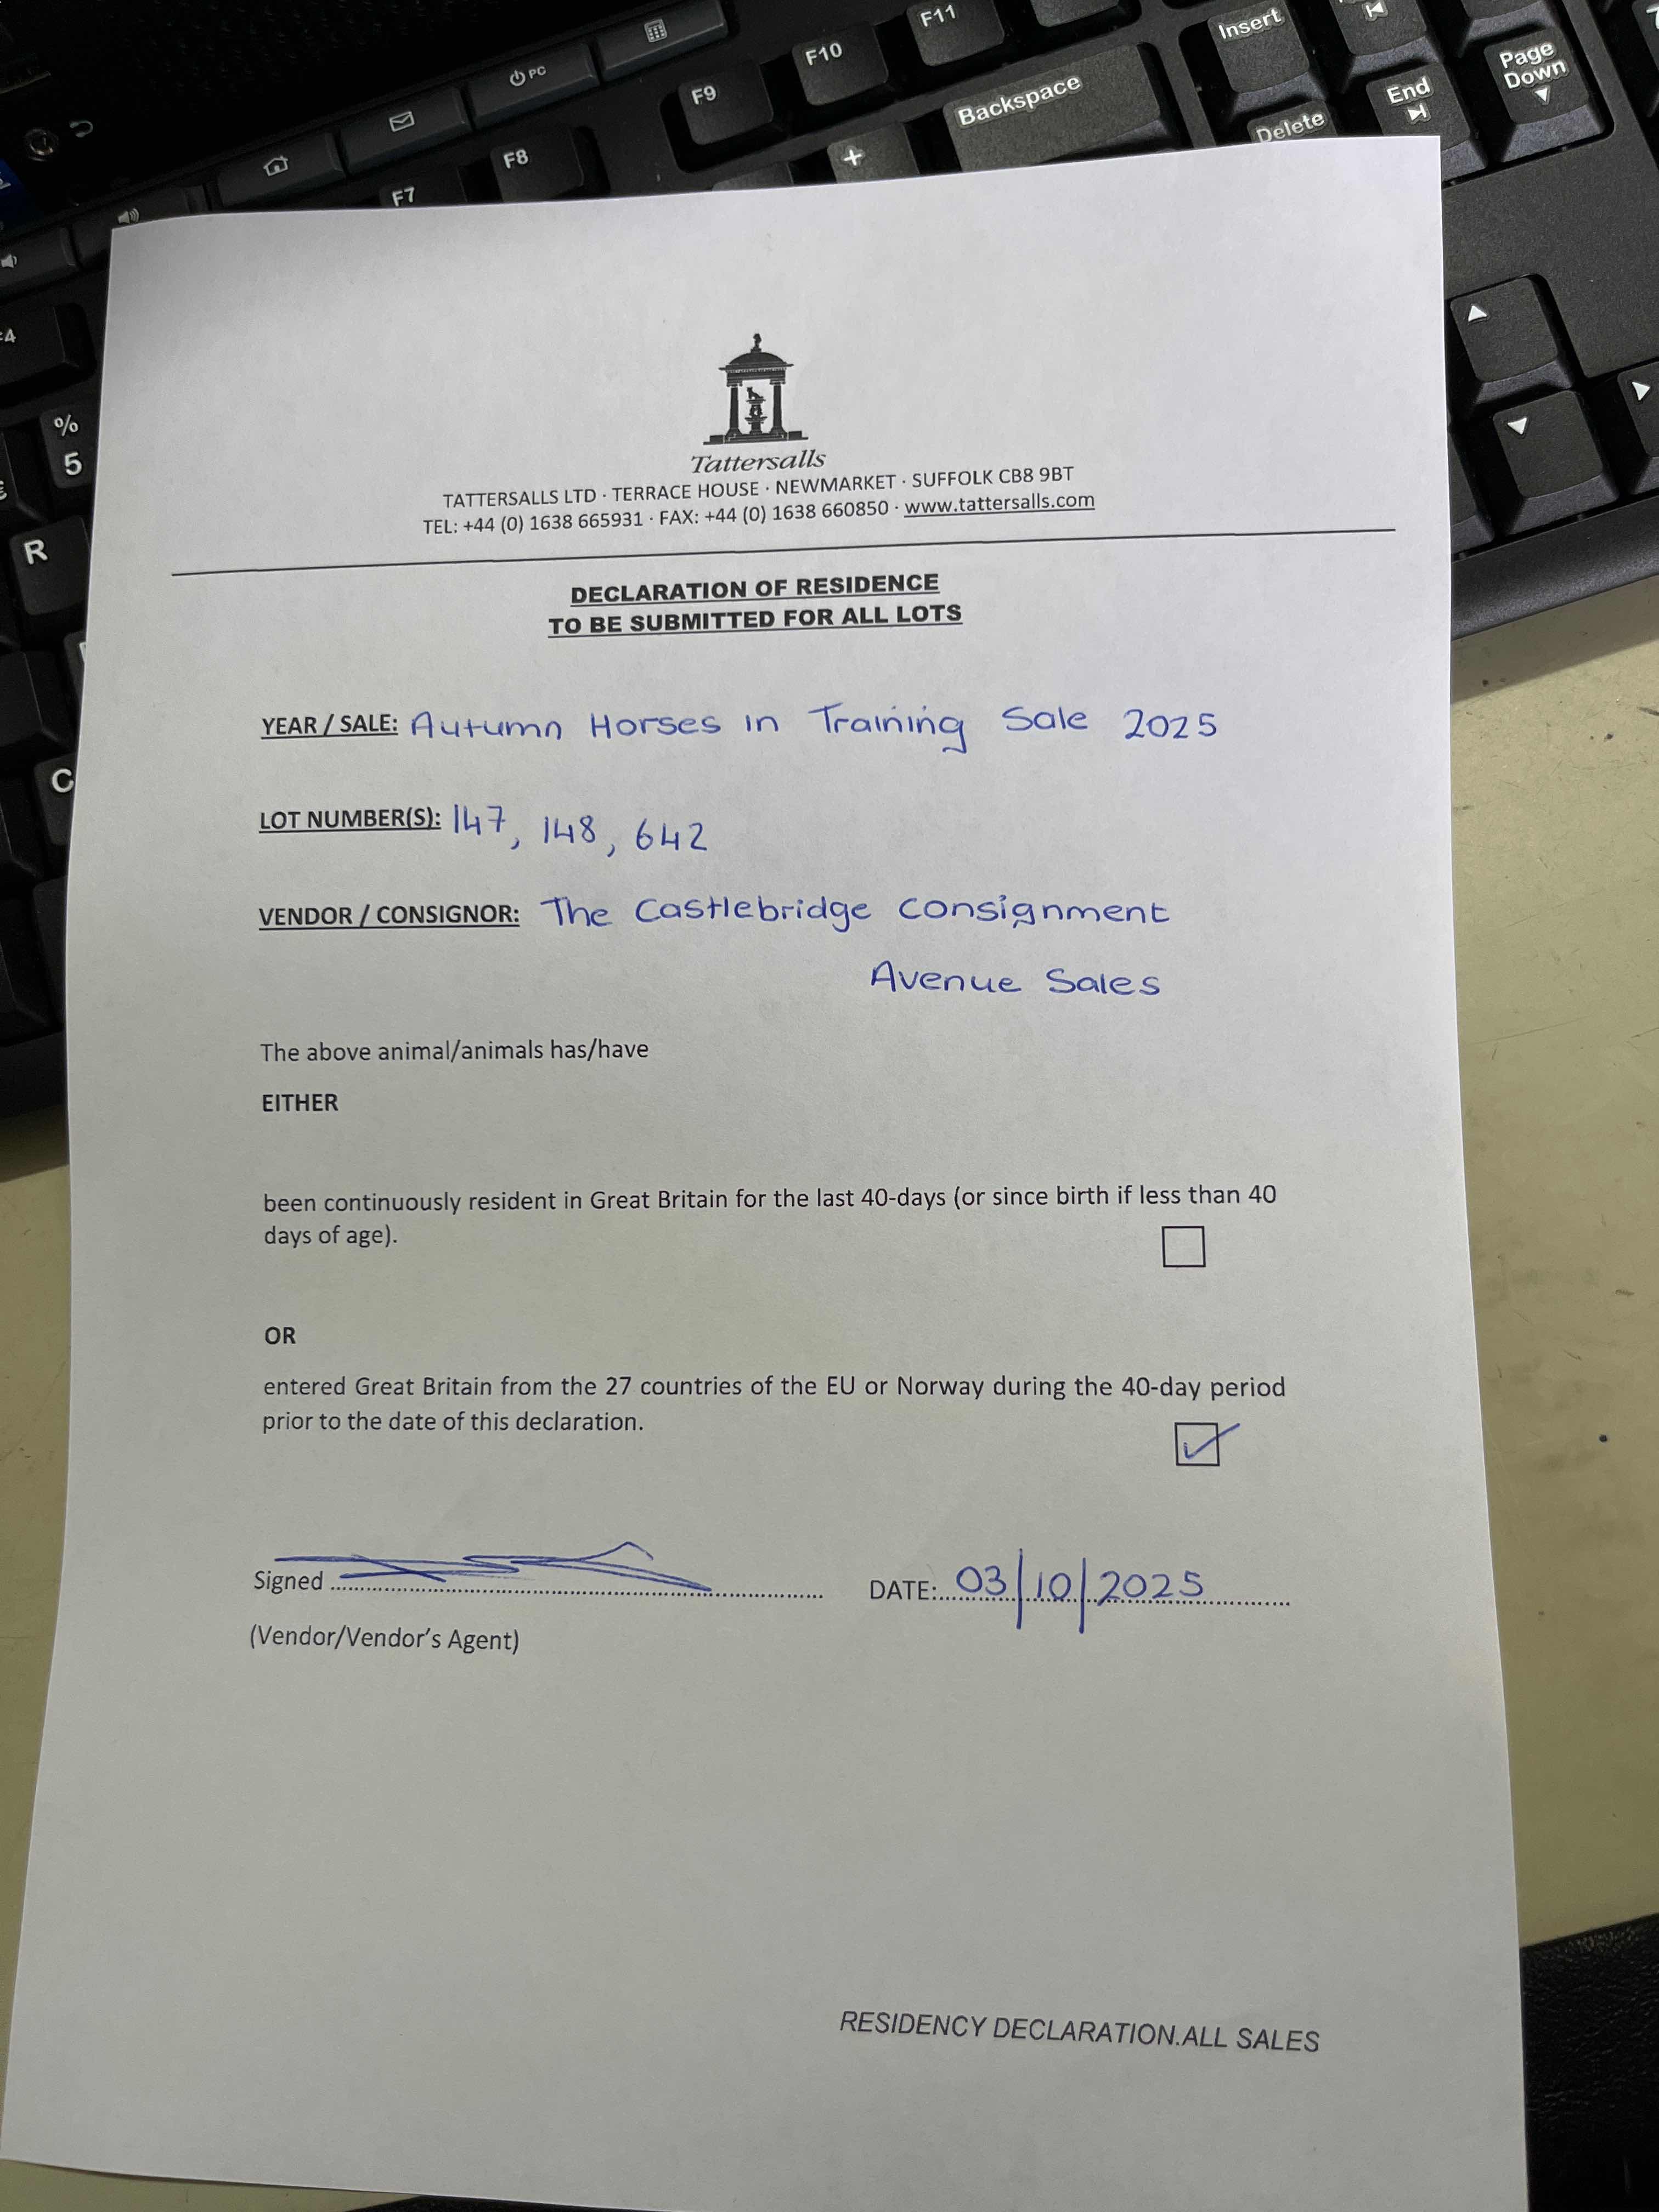 F11
F10
F9
F8
F7
PC
Backspace
Insert
Delete
End
Page
Down
+
%
5
R
C
Tattersalls
TATTERSALLS LTD · TERRACE HOUSE · NEWMARKET · SUFFOLK CB8 9BT
TEL: +44 (0) 1638 665931 · FAX: +44 (0) 1638 660850 · www.tattersalls.com
DECLARATION OF RESIDENCE
TO BE SUBMITTED FOR ALL LOTS
YEAR / SALE: Autumn Horses in Training Sale 2025
LOT NUMBER(S): 147, 148, 642
VENDOR / CONSIGNOR: The Castlebridge Consignment
Avenue Sales
The above animal/animals has/have
EITHER
been continuously resident in Great Britain for the last 40-days (or since birth if less than 40
days of age).
OR
entered Great Britain from the 27 countries of the EU or Norway during the 40-day period
prior to the date of this declaration.
Signed
DATE: 03/10/2025
(Vendor/Vendor's Agent)
RESIDENCY DECLARATION.ALL SALES